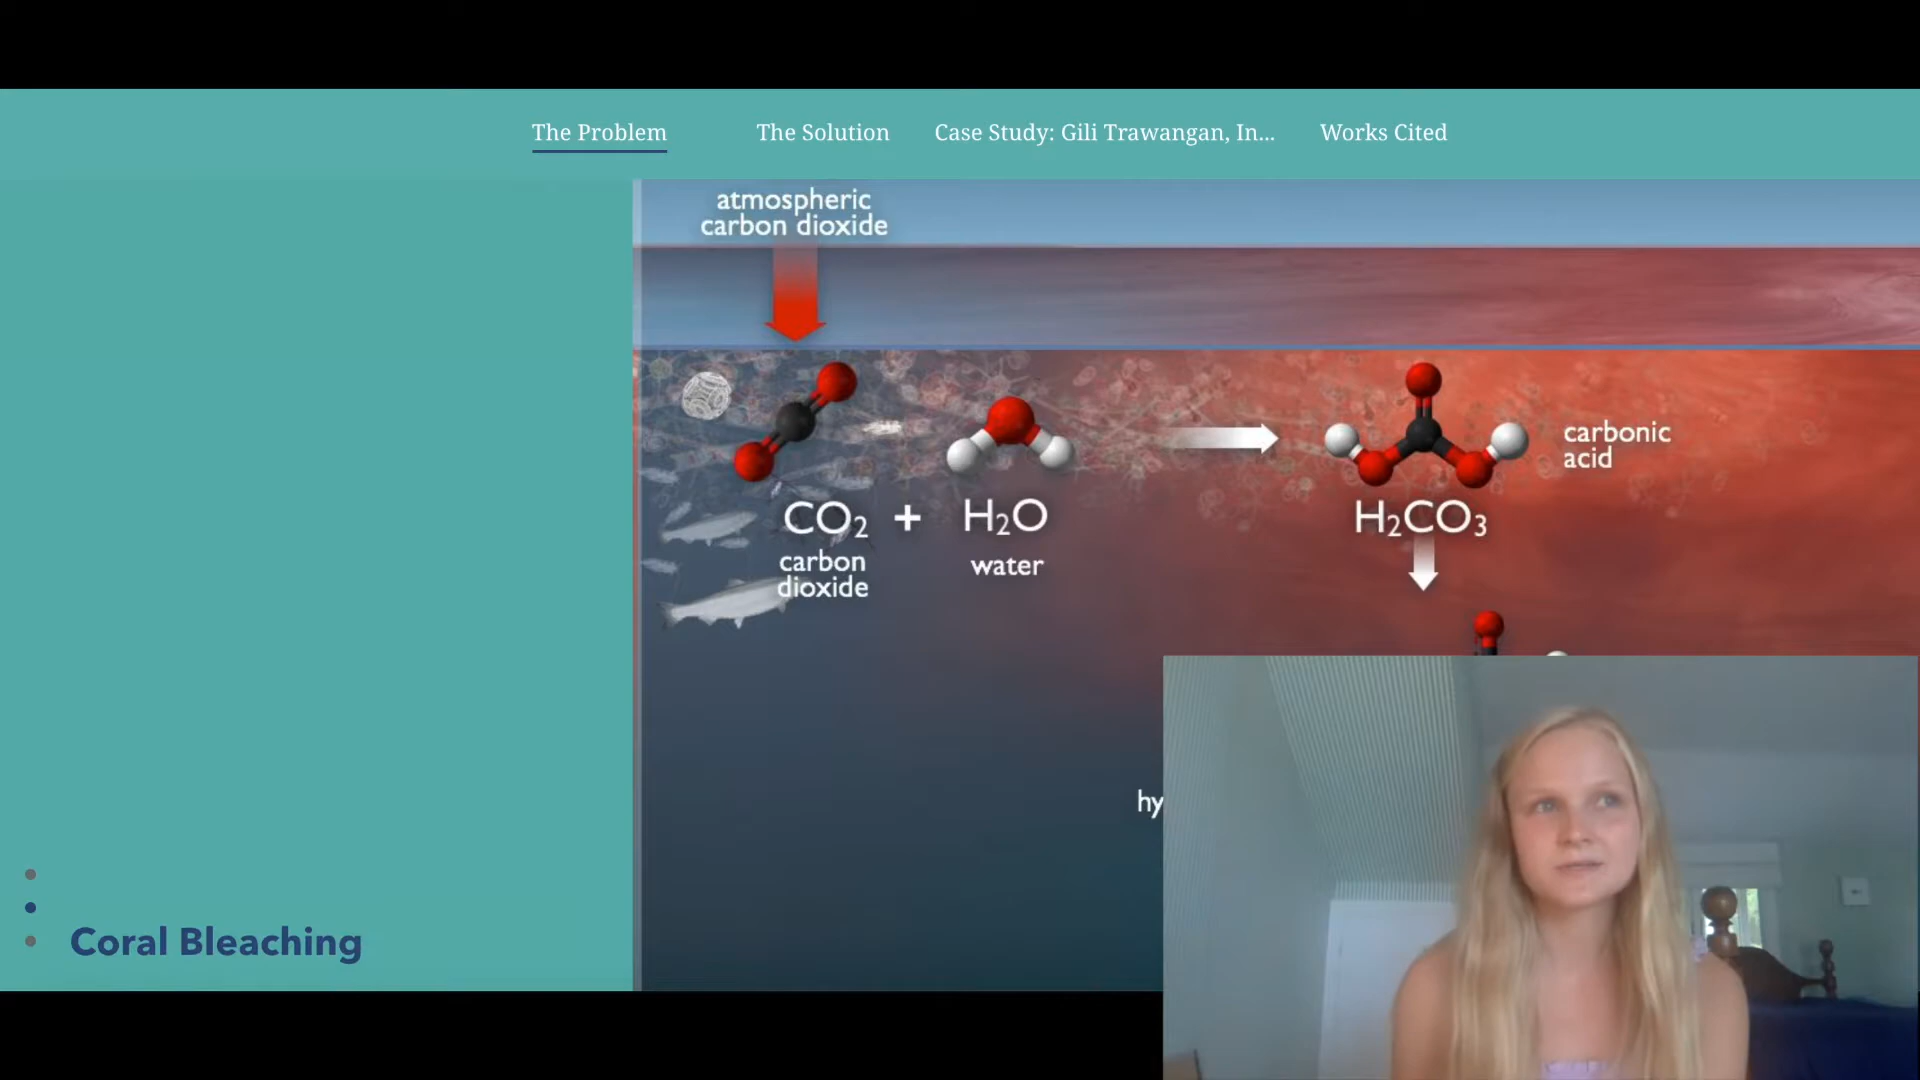 The Problem
The Solution
Case Study: Gili Trawangan, In...
Works Cited
atmospheric
carbon dioxide
carbonic
acid
CO₂ + H₂O
H₂CO₃
carbon
dioxide
water
hy
Coral Bleaching